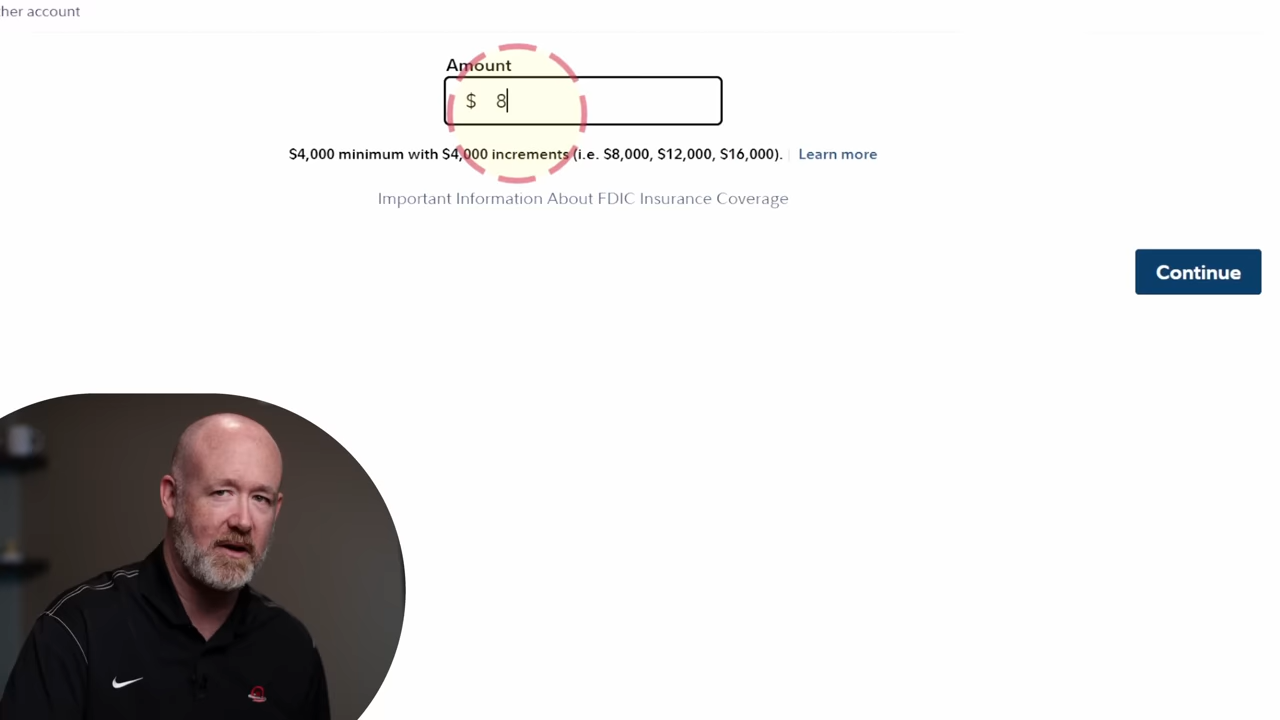 her account
Amount
$ 8
$4,000 minimum with $4,000 increments (i.e. $8,000, $12,000, $16,000). | Learn more
Important Information About FDIC Insurance Coverage
Continue